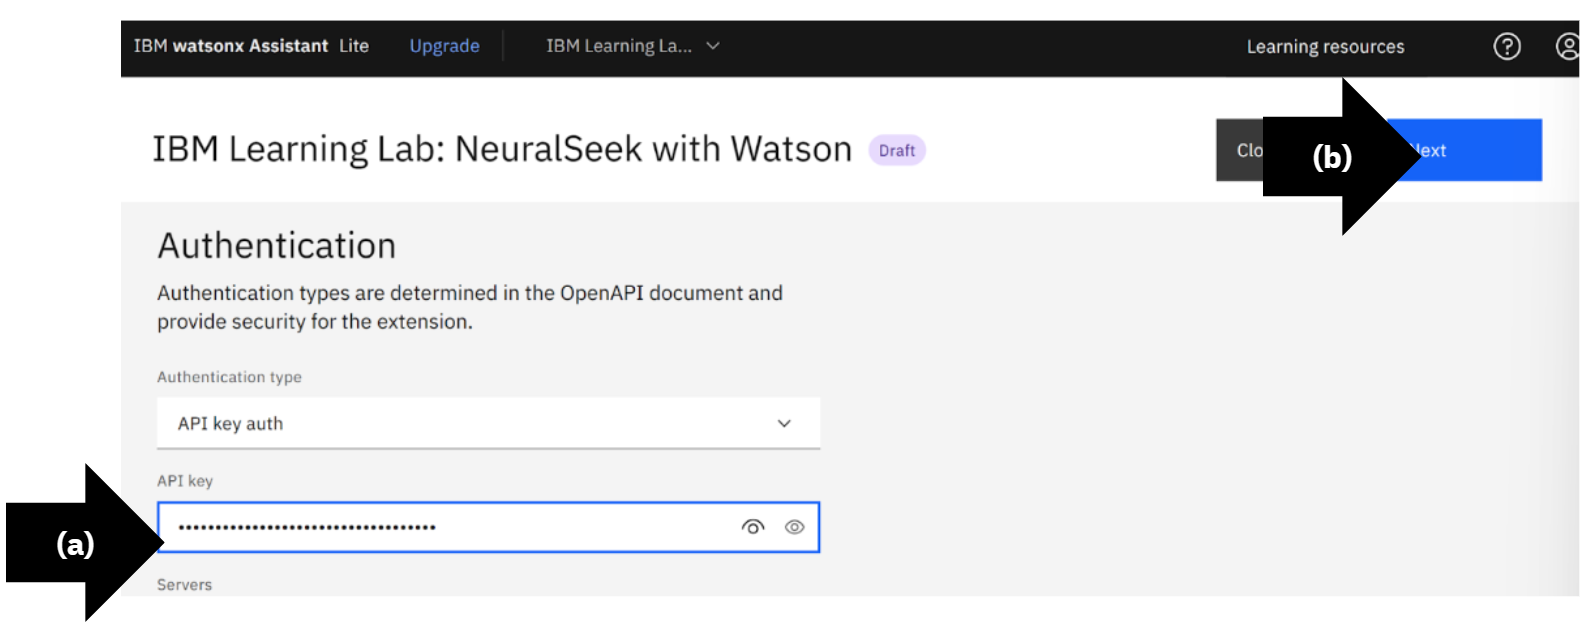 IBM watsonx Assistant Lite Upgrade IBM Learning La... Learning resources
IBM Learning Lab: NeuralSeek with Watson Draft
Clo (b) ext
Authentication
Authentication types are determined in the OpenAPI document and
provide security for the extension.
Authentication type
API key auth
API key
(a) •••••••••••••••••••••••••••••••••••
Servers